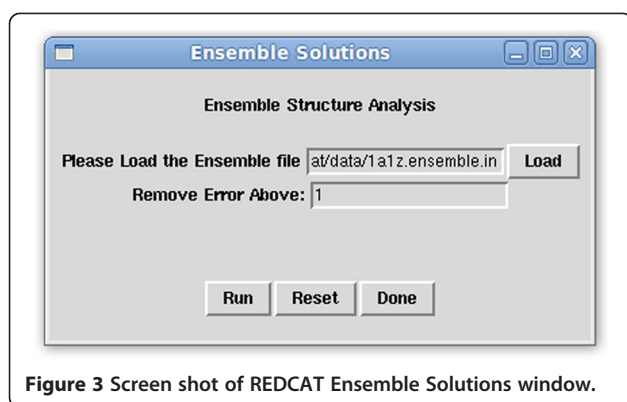 Ensemble Solutions
Ensemble Structure Analysis
Please Load the Ensemble file at/data/1a1z.ensemble.in Load
Remove Error Above: 1
Run Reset Done
Figure 3 Screen shot of REDCAT Ensemble Solutions window.